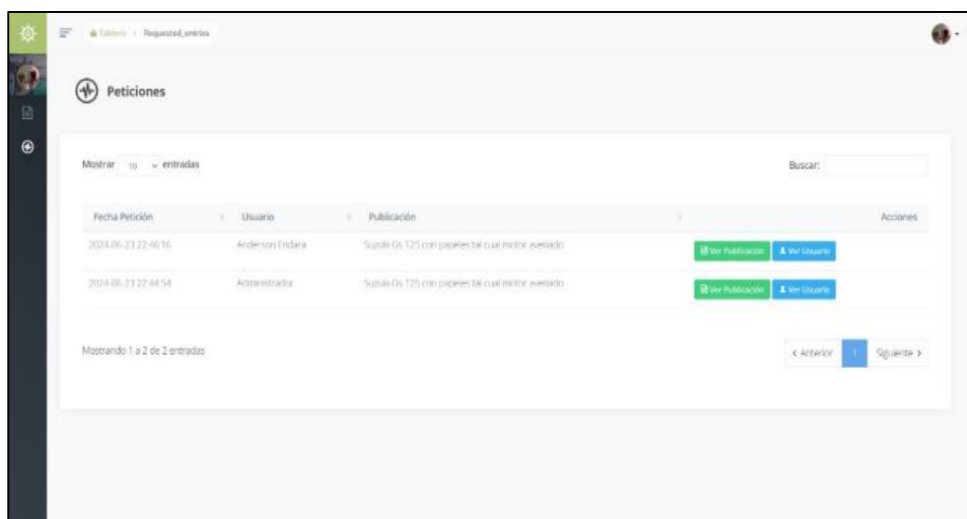 Tablero / Requested_entries
Peticiones
Mostrar 10 entradas Buscar:
Fecha Petición Usuario Publicación Acciones
2024-06-23 22:46:16 Anderson Endara Suzuki Gs 125 con papeles tal cual motor averiado Ver Publicación Ver Usuario
2024-06-23 22:44:54 Administrador Suzuki Gs 125 con papeles tal cual motor averiado Ver Publicación Ver Usuario
Mostrando 1 a 2 de 2 entradas < Anterior 1 Siguiente >